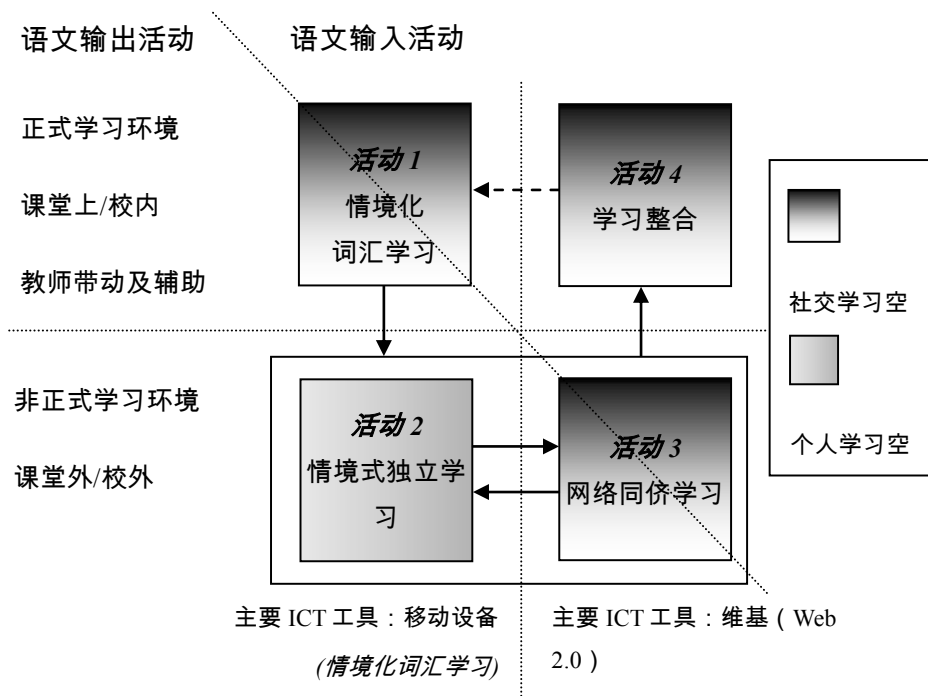 语文输出活动
语文输入活动
正式学习环境
课堂上/校内
教师带动及辅助
活动 1
情境化
词汇学习
活动 4
学习整合
社交学习空
个人学习空
非正式学习环境
课堂外/校外
活动 2
情境式独立学
习
活动 3
网络同侪学习
主要 ICT 工具：移动设备
(情境化词汇学习)
主要 ICT 工具：维基（Web
2.0）